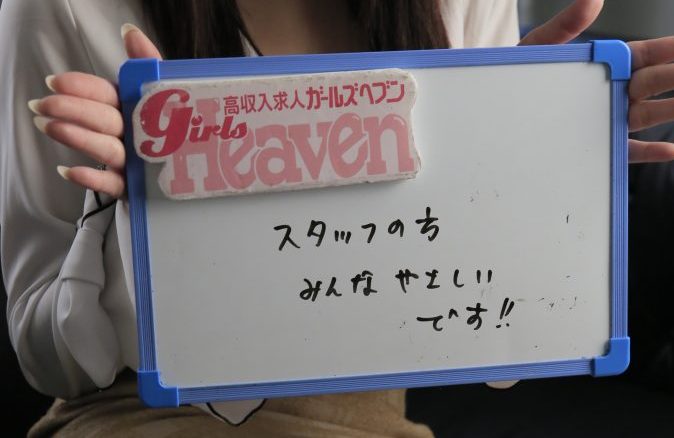 高収入求人ガールズヘブン
Girls
Heaven
スタッフの方
みんなやさしい
です!!